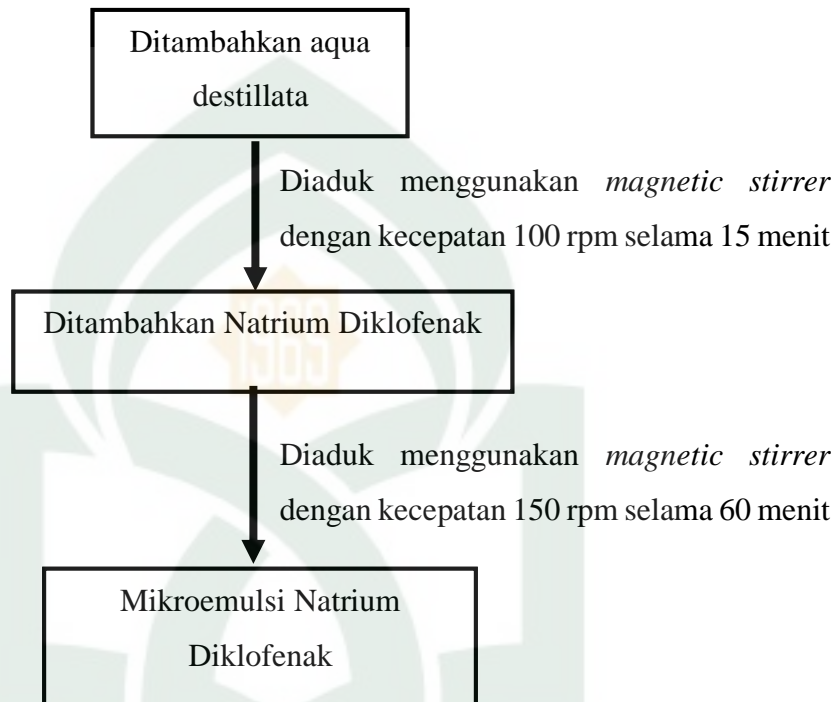 Ditambahkan aqua
destillata
Diaduk menggunakan magnetic stirrer
dengan kecepatan 100 rpm selama 15 menit
Ditambahkan Natrium Diklofenak
1965
Diaduk menggunakan magnetic stirrer
dengan kecepatan 150 rpm selama 60 menit
Mikroemulsi Natrium
Diklofenak